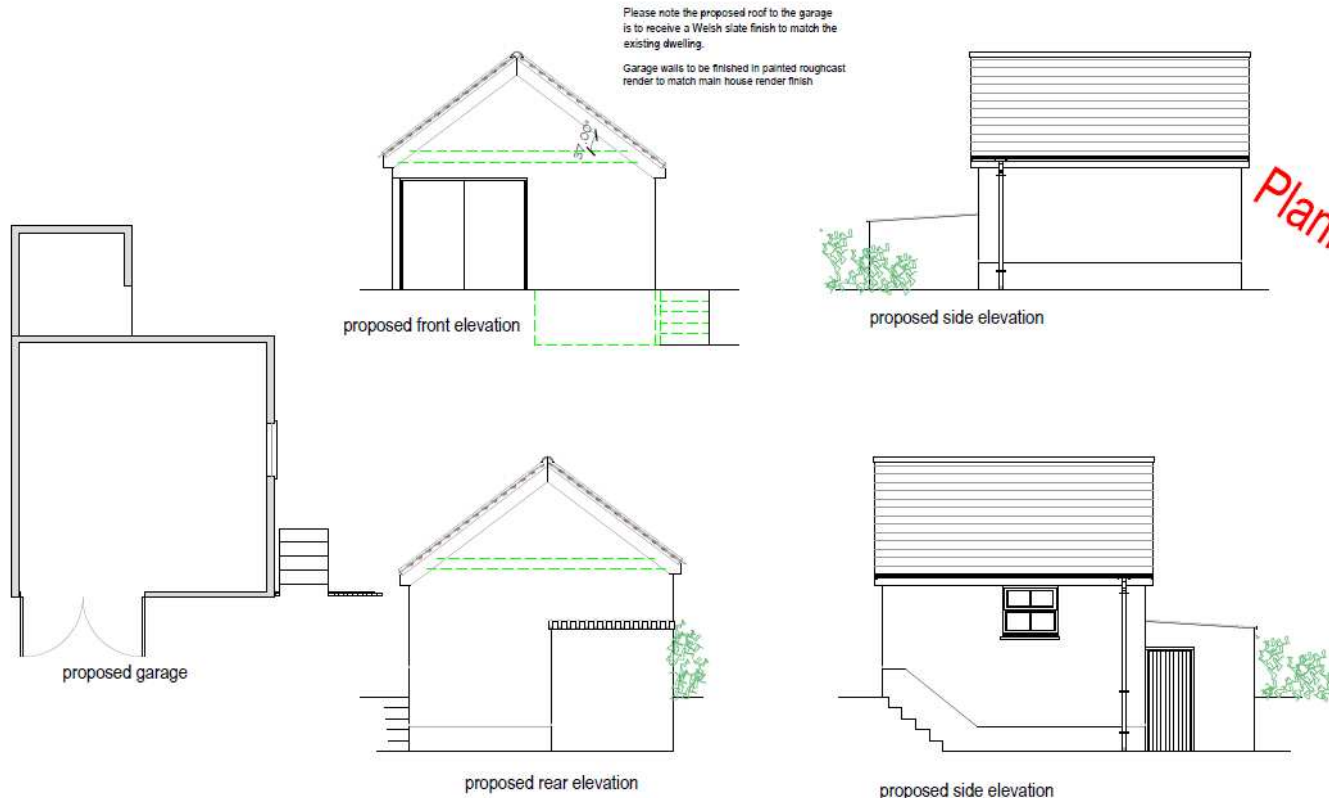 Please note the proposed roof to the garage
is to receive a Welsh slate finish to match the
existing dwelling.
Garage walls to be finished in painted roughcast
render to match main house render finish
37.00°
proposed front elevation
proposed side elevation
proposed garage
proposed rear elevation
proposed side elevation